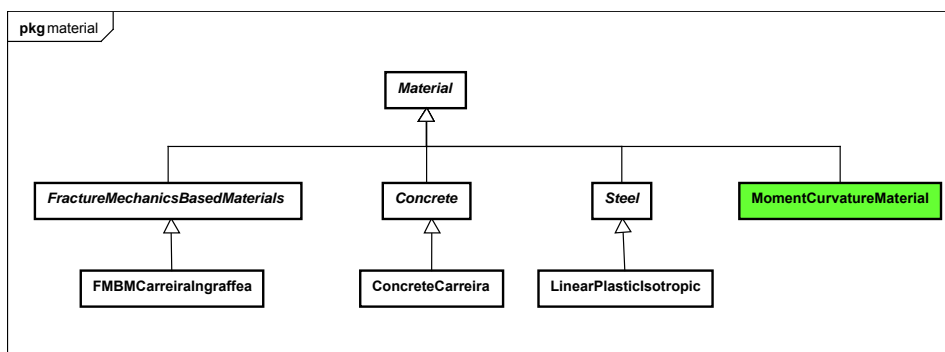 pkg material
Material
FractureMechanicsBasedMaterials
Concrete
Steel
MomentCurvatureMaterial
FMBMCarreiraIngraffea
ConcreteCarreira
LinearPlasticIsotropic